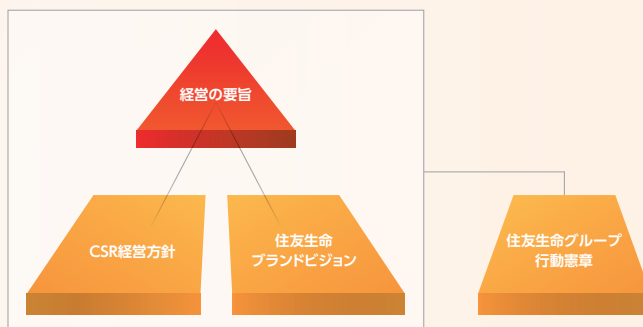 経営の要旨
CSR経営方針
住友生命
ブランドビジョン
住友生命グループ
行動憲章